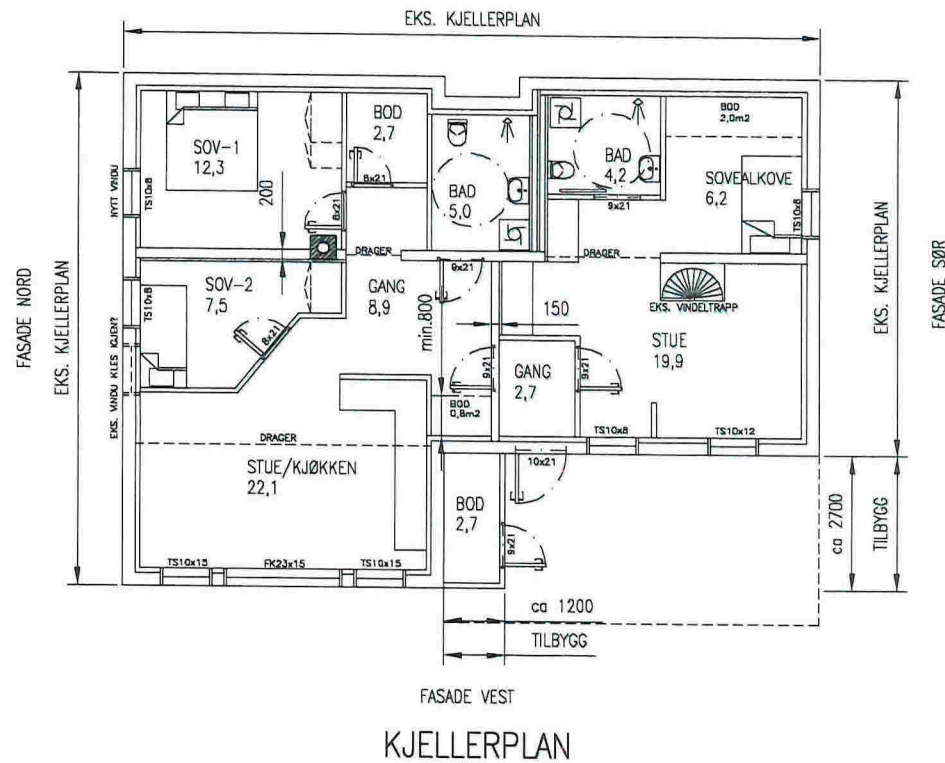 EKS. KJELLERPLAN
FASADE NORD
EKS. KJELLERPLAN
NYTT VINDU
TS10x8
SOV-1
12,3
200
8x21
BOD
2,7
8x21
BAD
5,0
BAD
4,2
9x21
BOD
2,0m2
SOVEALKOVE
6,2
TS10x8
EKS. KJELLERPLAN
FASADE SØR
DRAGER
DRAGER
TS10x8
SOV-2
7,5
8x21
GANG
8,9
min.800
9x21
150
EKS. VINDELTRAPP
STUE
19,9
EKS. VINDU KLES IGJEN?
9x21
GANG
2,7
9x21
BOD
0,8m2
TS10x8
TS10x12
DRAGER
STUE/KJØKKEN
22,1
10x21
BOD
2,7
9x21
ca 2700
TILBYGG
TS10x15
FK23x15
TS10x15
ca 1200
TILBYGG
FASADE VEST
KJELLERPLAN